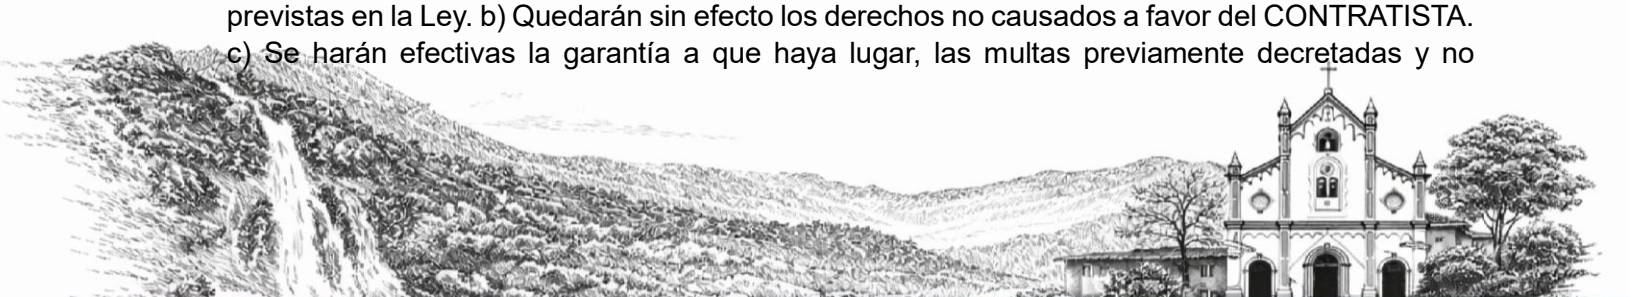 previstas en la Ley. b) Quedarán sin efecto los derechos no causados a favor del CONTRATISTA.
c) Se harán efectivas la garantía a que haya lugar, las multas previamente decretadas y no